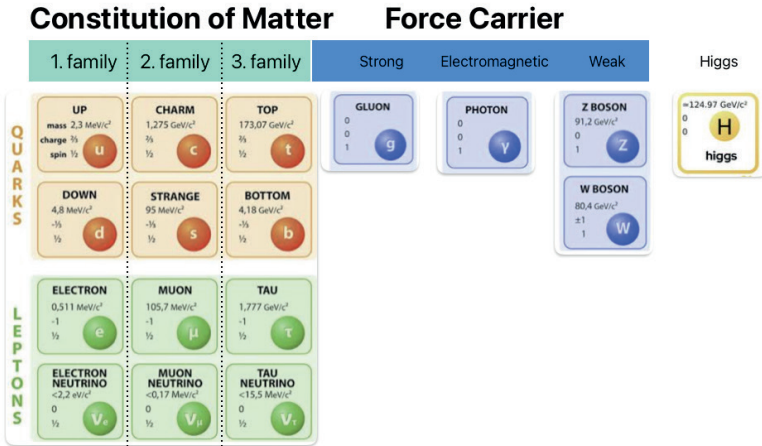 Constitution of Matter Force Carrier
1. family 2. family 3. family Strong Electromagnetic Weak Higgs
QUARKS
UP
mass 2,3 MeV/c²
charge ⅔
spin ½
u
CHARM
1,275 GeV/c²
⅔
½
c
TOP
173,07 GeV/c²
⅔
½
t
GLUON
0
0
1
g
PHOTON
0
0
1
γ
Z BOSON
91,2 GeV/c²
0
1
Z
≈124.97 GeV/c²
0
0
H
higgs
DOWN
4,8 MeV/c²
-⅓
½
d
STRANGE
95 MeV/c²
-⅓
½
s
BOTTOM
4,18 GeV/c²
-⅓
½
b
W BOSON
80,4 GeV/c²
±1
1
W
LEPTONS
ELECTRON
0,511 MeV/c²
-1
½
e
MUON
105,7 MeV/c²
-1
½
μ
TAU
1,777 GeV/c²
-1
½
τ
ELECTRON
NEUTRINO
<2,2 eV/c²
0
½
νe
MUON
NEUTRINO
<0,17 MeV/c²
0
½
νμ
TAU
NEUTRINO
<15,5 MeV/c²
0
½
ντ